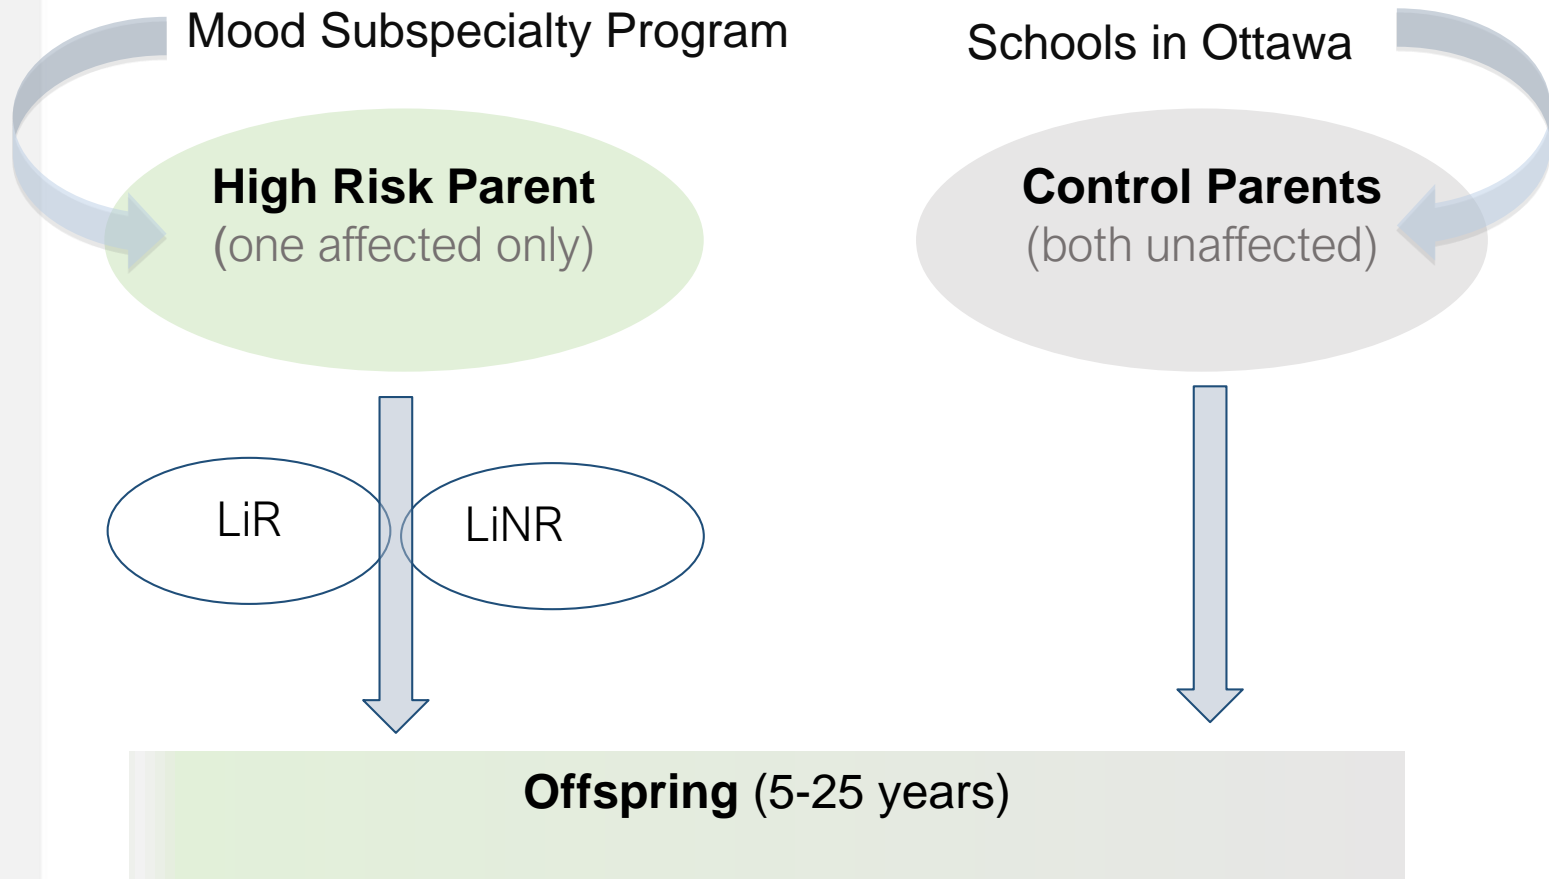 Mood Subspecialty Program
Schools in Ottawa
High Risk Parent
(one affected only)
Control Parents
(both unaffected)
LiR
LiNR
Offspring (5-25 years)